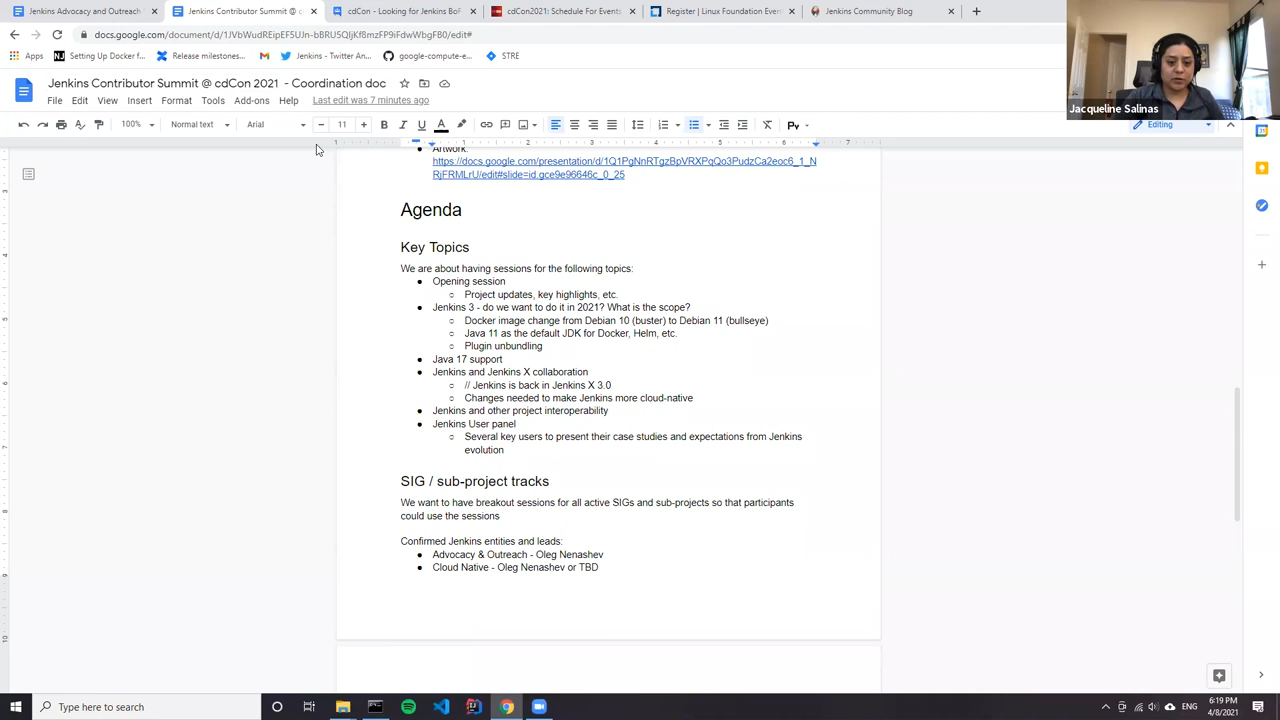 Jenkins Advocacy and Outreach
Jenkins Contributor Summit @ c
cdCon - Looking for Jenkins BoF
cdCon2021: Schedule For Events
Register | Linux Foundation Even
Jenkins Community Blog
docs.google.com/document/d/1JVbWudREipEF5UJn-bBRU5QIjKf8mzFP9iFdwWbgFB0/edit#
Apps
Setting Up Docker f...
Release milestones...
Jenkins - Twitter An...
google-compute-e...
STRE
Jenkins Contributor Summit @ cdCon 2021 - Coordination doc
File Edit View Insert Format Tools Add-ons Help Last edit was 7 minutes ago
100% Normal text Arial 11 Editing
Jacqueline Salinas
Artwork:
https://docs.google.com/presentation/d/1Q1PgNnRTgzBpVRXPqQo3PudzCa2eoc6_1_N
RjFRMLrU/edit#slide=id.gce9e96646c_0_25
Agenda
Key Topics
We are about having sessions for the following topics:
● Opening session
○ Project updates, key highlights, etc.
● Jenkins 3 - do we want to do it in 2021? What is the scope?
○ Docker image change from Debian 10 (buster) to Debian 11 (bullseye)
○ Java 11 as the default JDK for Docker, Helm, etc.
○ Plugin unbundling
● Java 17 support
● Jenkins and Jenkins X collaboration
○ // Jenkins is back in Jenkins X 3.0
○ Changes needed to make Jenkins more cloud-native
● Jenkins and other project interoperability
● Jenkins User panel
○ Several key users to present their case studies and expectations from Jenkins
evolution
SIG / sub-project tracks
We want to have breakout sessions for all active SIGs and sub-projects so that participants
could use the sessions
Confirmed Jenkins entities and leads:
● Advocacy & Outreach - Oleg Nenashev
● Cloud Native - Oleg Nenashev or TBD
Type here to search
ENG
6:19 PM
4/8/2021